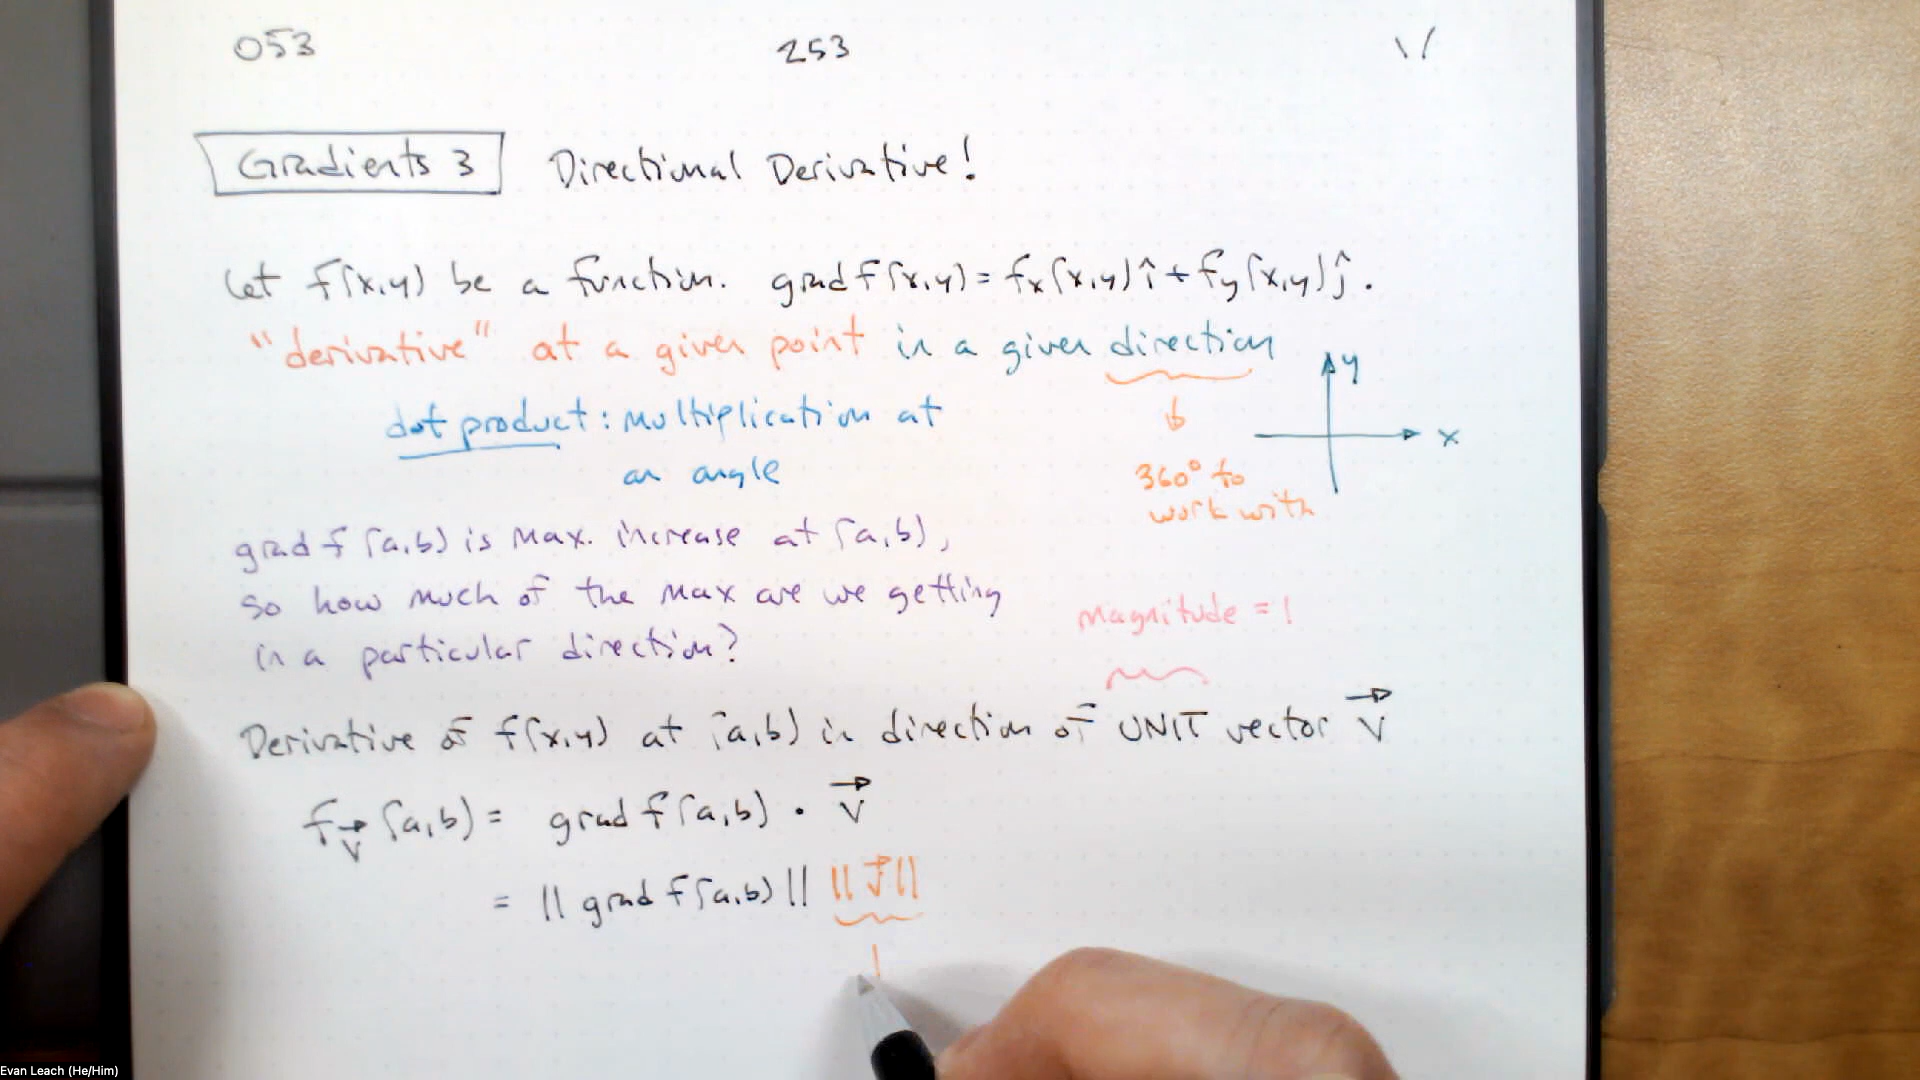 053 253 V
Gradients 3 Directional Derivative!
Let f(x,y) be a function. grad f(x,y) = fₓ(x,y)î + f_y(x,y)ĵ.
"derivative" at a given point in a given direction
y
x
dot product: multiplication at
an angle
360° to
work with
grad f(a,b) is max. increase at (a,b),
so how much of the max are we getting
in a particular direction?
magnitude = 1
Derivative of f(x,y) at (a,b) in direction of UNIT vector v⃗
f_v⃗(a,b) = grad f(a,b) · v⃗
= || grad f(a,b) || ||v⃗||
1
Evan Leach (He/Him)